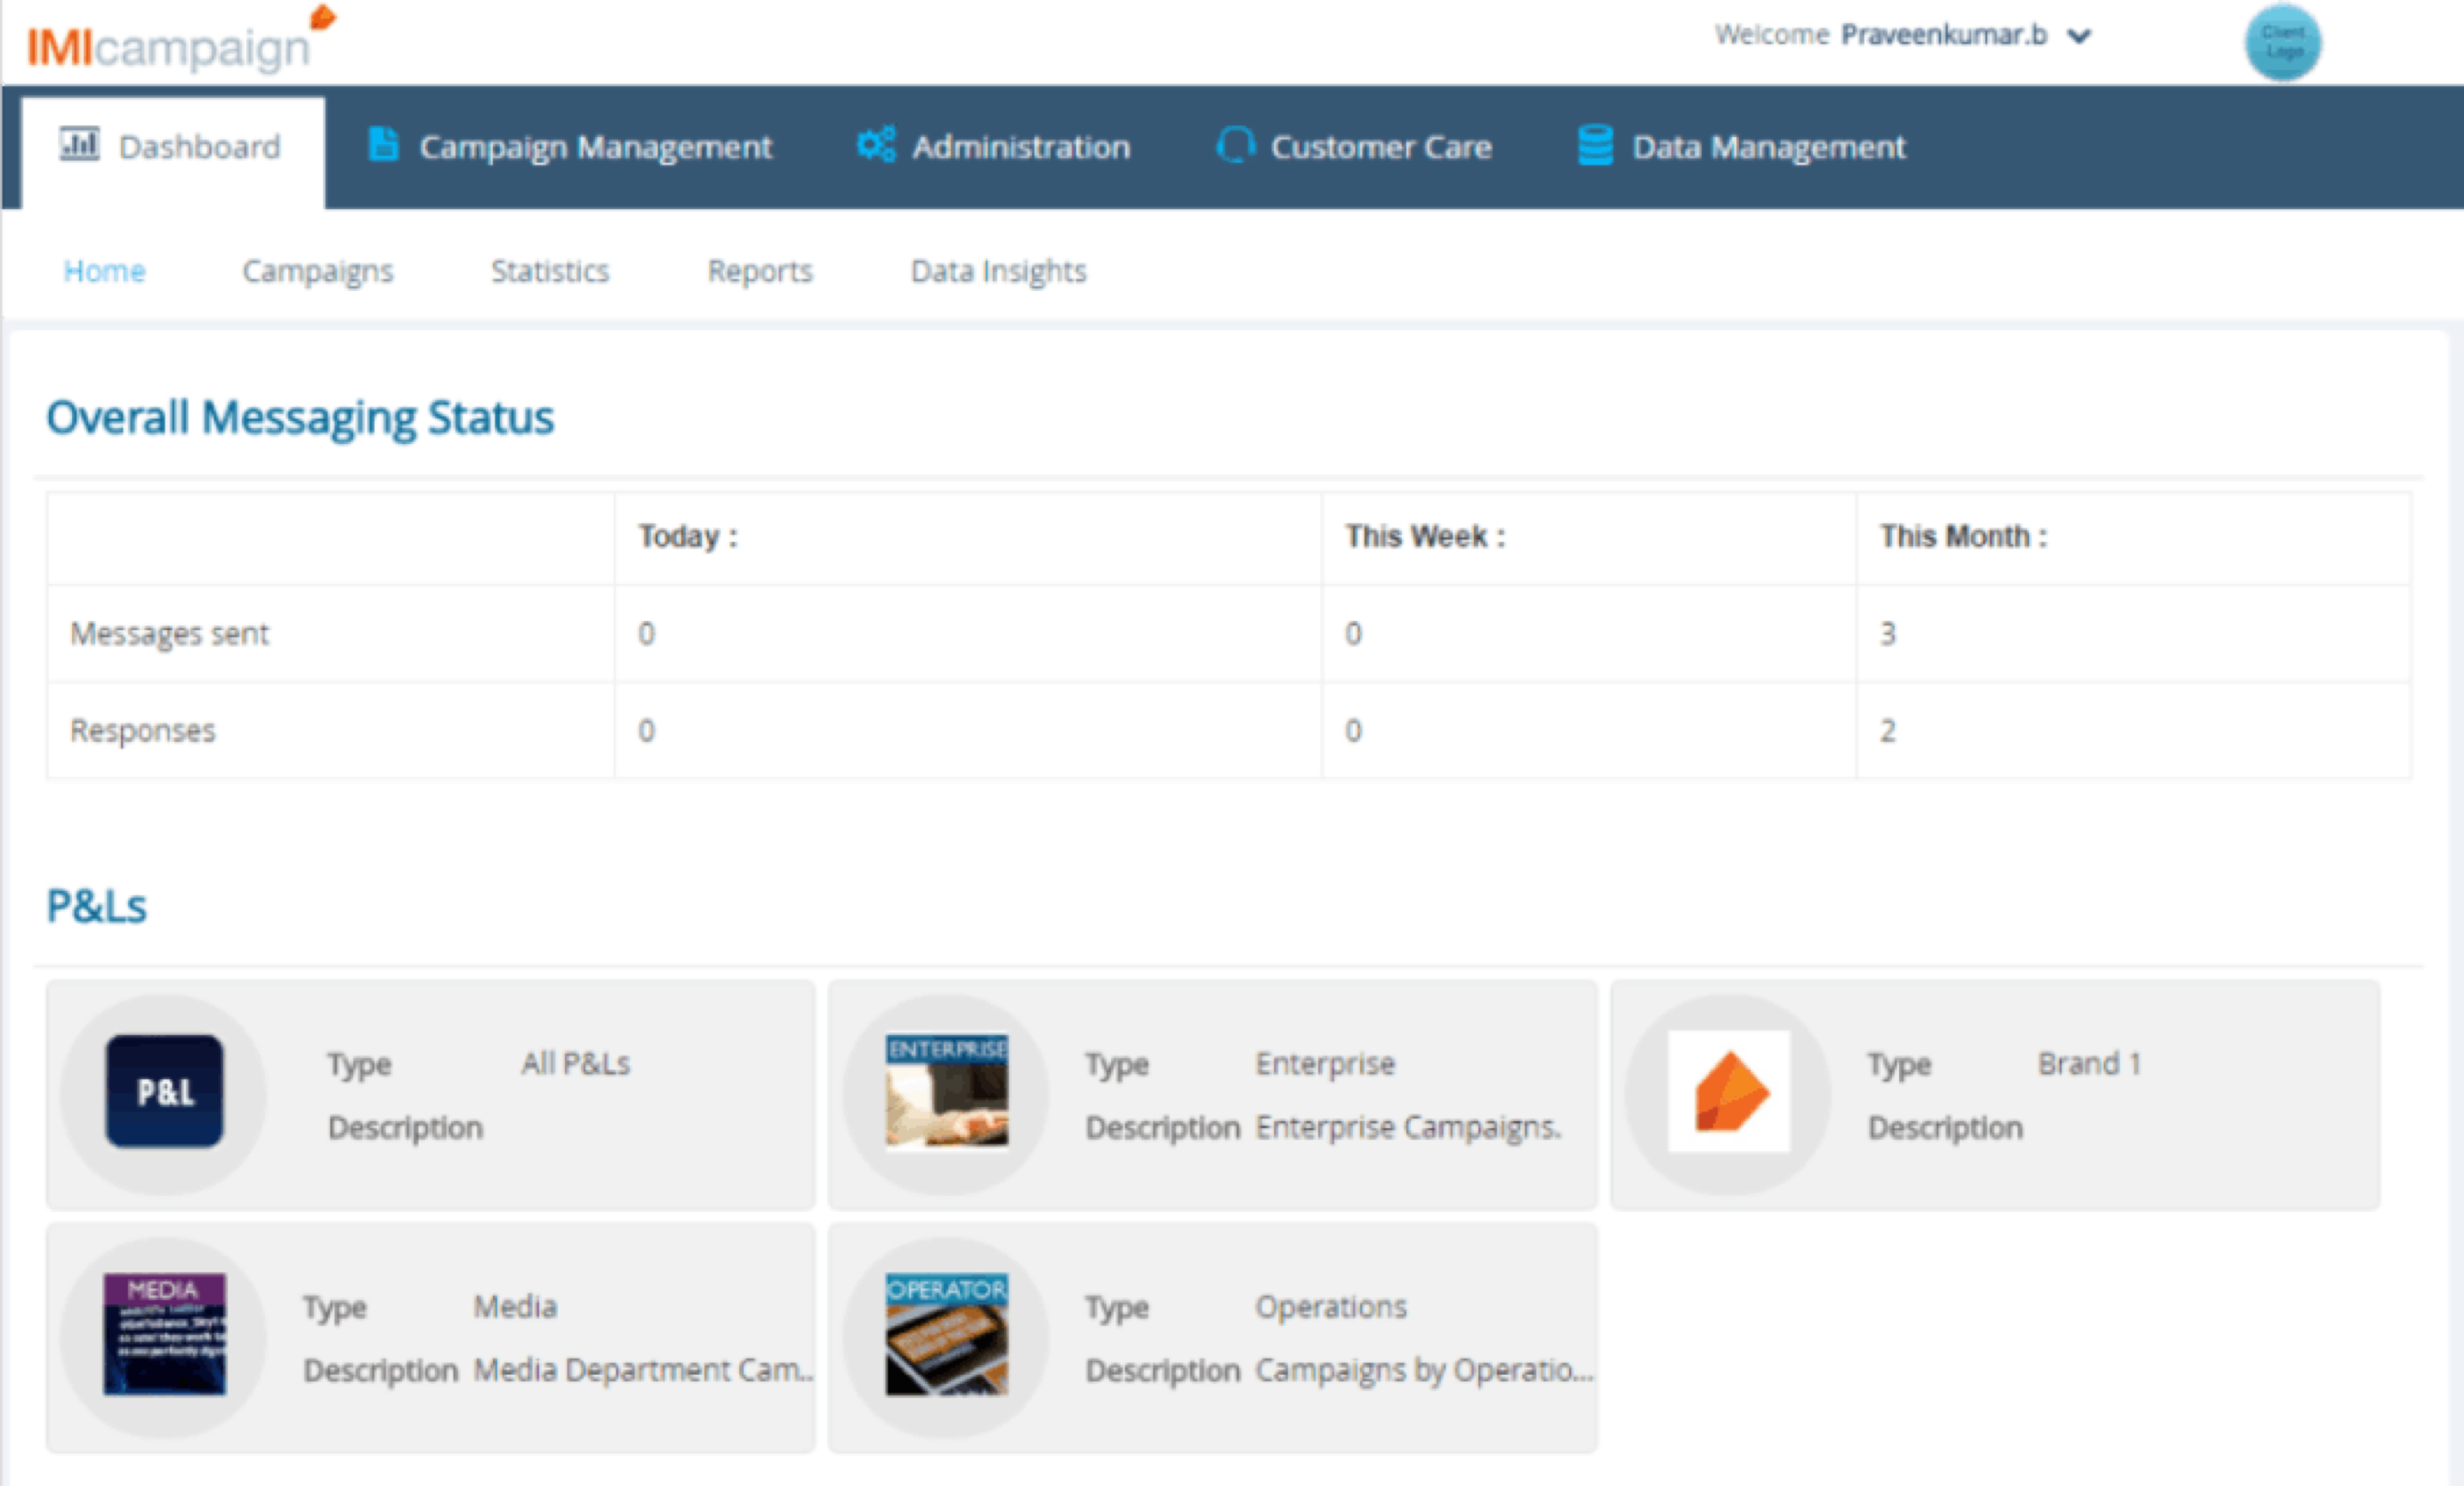 IMIcampaign
Welcome Praveenkumar.b
Client
Logo
Dashboard Campaign Management Administration Customer Care Data Management
Home Campaigns Statistics Reports Data Insights
Overall Messaging Status
Today : This Week : This Month :
Messages sent 0 0 3
Responses 0 0 2
P&Ls
P&L
Type All P&Ls
Description
ENTERPRISE
Type Enterprise
Description Enterprise Campaigns.
Type Brand 1
Description
MEDIA
Type Media
Description Media Department Cam..
OPERATOR
Type Operations
Description Campaigns by Operatio...